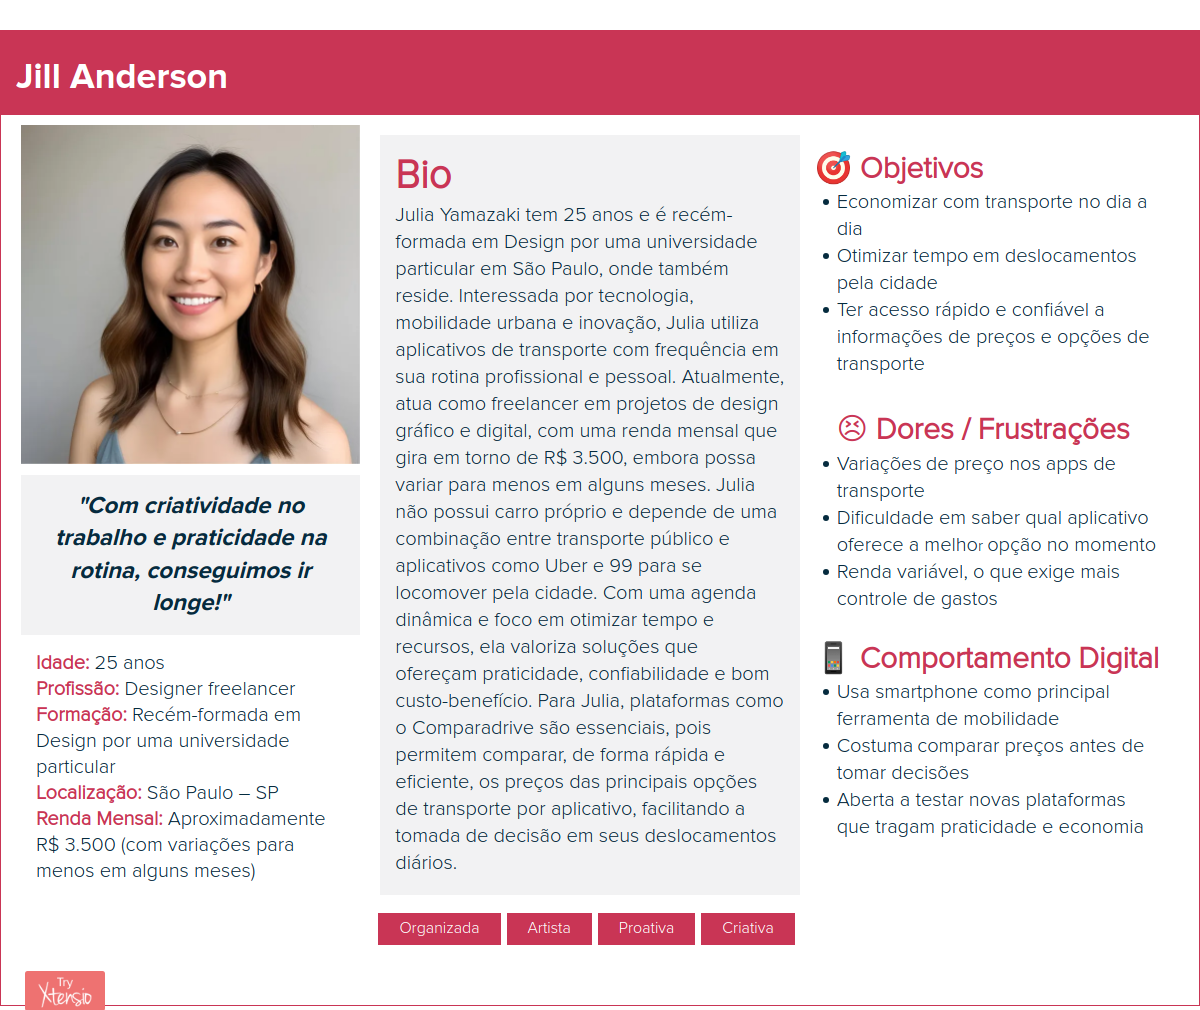 Jill Anderson
"Com criatividade no
trabalho e praticidade na
rotina, conseguimos ir
longe!"
Idade: 25 anos
Profissão: Designer freelancer
Formação: Recém-formada em
Design por uma universidade
particular
Localização: São Paulo – SP
Renda Mensal: Aproximadamente
R$ 3.500 (com variações para
menos em alguns meses)
Bio
Julia Yamazaki tem 25 anos e é recém-
formada em Design por uma universidade
particular em São Paulo, onde também
reside. Interessada por tecnologia,
mobilidade urbana e inovação, Julia utiliza
aplicativos de transporte com frequência em
sua rotina profissional e pessoal. Atualmente,
atua como freelancer em projetos de design
gráfico e digital, com uma renda mensal que
gira em torno de R$ 3.500, embora possa
variar para menos em alguns meses. Julia
não possui carro próprio e depende de uma
combinação entre transporte público e
aplicativos como Uber e 99 para se
locomover pela cidade. Com uma agenda
dinâmica e foco em otimizar tempo e
recursos, ela valoriza soluções que
ofereçam praticidade, confiabilidade e bom
custo-benefício. Para Julia, plataformas como
o Comparadrive são essenciais, pois
permitem comparar, de forma rápida e
eficiente, os preços das principais opções
de transporte por aplicativo, facilitando a
tomada de decisão em seus deslocamentos
diários.
Organizada
Artista
Proativa
Criativa
🎯 Objetivos
• Economizar com transporte no dia a
dia
• Otimizar tempo em deslocamentos
pela cidade
• Ter acesso rápido e confiável a
informações de preços e opções de
transporte
😣 Dores / Frustrações
• Variações de preço nos apps de
transporte
• Dificuldade em saber qual aplicativo
oferece a melhor opção no momento
• Renda variável, o que exige mais
controle de gastos
📱 Comportamento Digital
• Usa smartphone como principal
ferramenta de mobilidade
• Costuma comparar preços antes de
tomar decisões
• Aberta a testar novas plataformas
que tragam praticidade e economia
Try
Xtensio